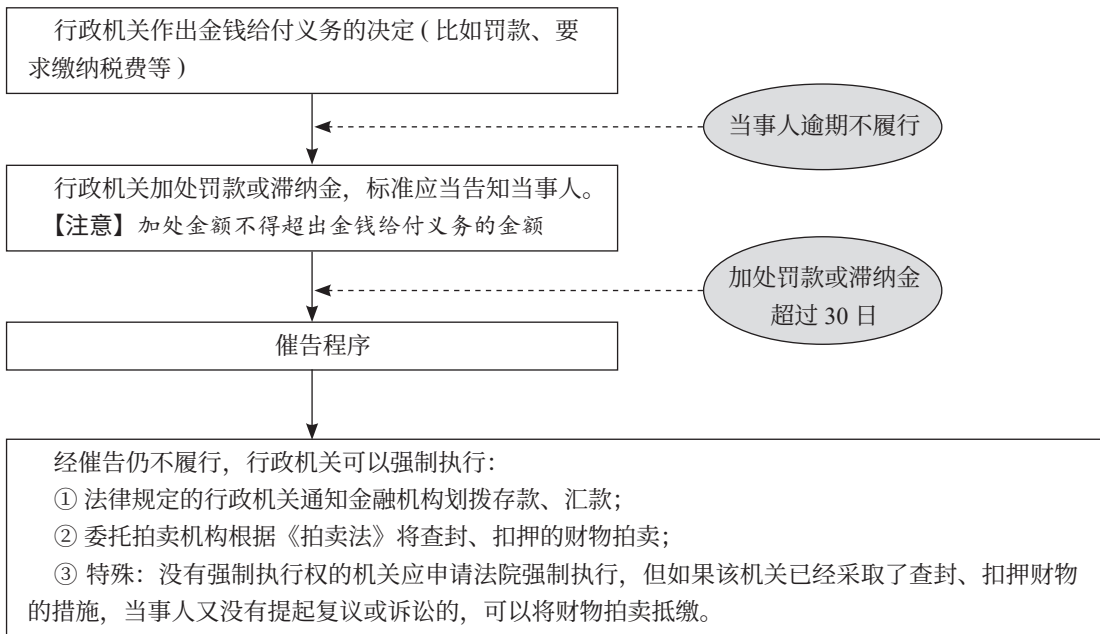 行政机关作出金钱给付义务的决定 ( 比如罚款、要
求缴纳税费等 )
当事人逾期不履行
行政机关加处罚款或滞纳金，标准应当告知当事人。
【注意】加处金额不得超出金钱给付义务的金额
加处罚款或滞纳金
超过 30 日
催告程序
经催告仍不履行，行政机关可以强制执行：
① 法律规定的行政机关通知金融机构划拨存款、汇款；
② 委托拍卖机构根据《拍卖法》将查封、扣押的财物拍卖；
③ 特殊：没有强制执行权的机关应申请法院强制执行，但如果该机关已经采取了查封、扣押财物
的措施，当事人又没有提起复议或诉讼的，可以将财物拍卖抵缴。